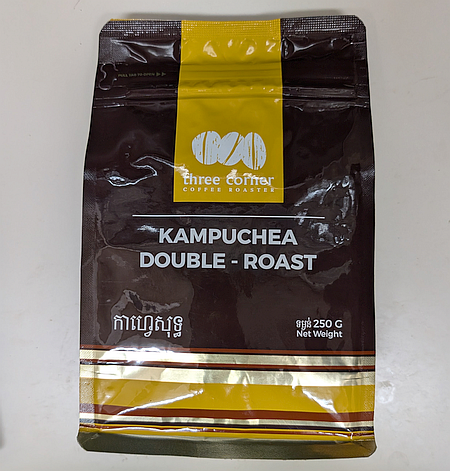 three corner
COFFEE ROASTER
KAMPUCHEA
DOUBLE - ROAST
កាហ្វេសុទ្ធ
ទម្ងន់ 250 G
Net Weight